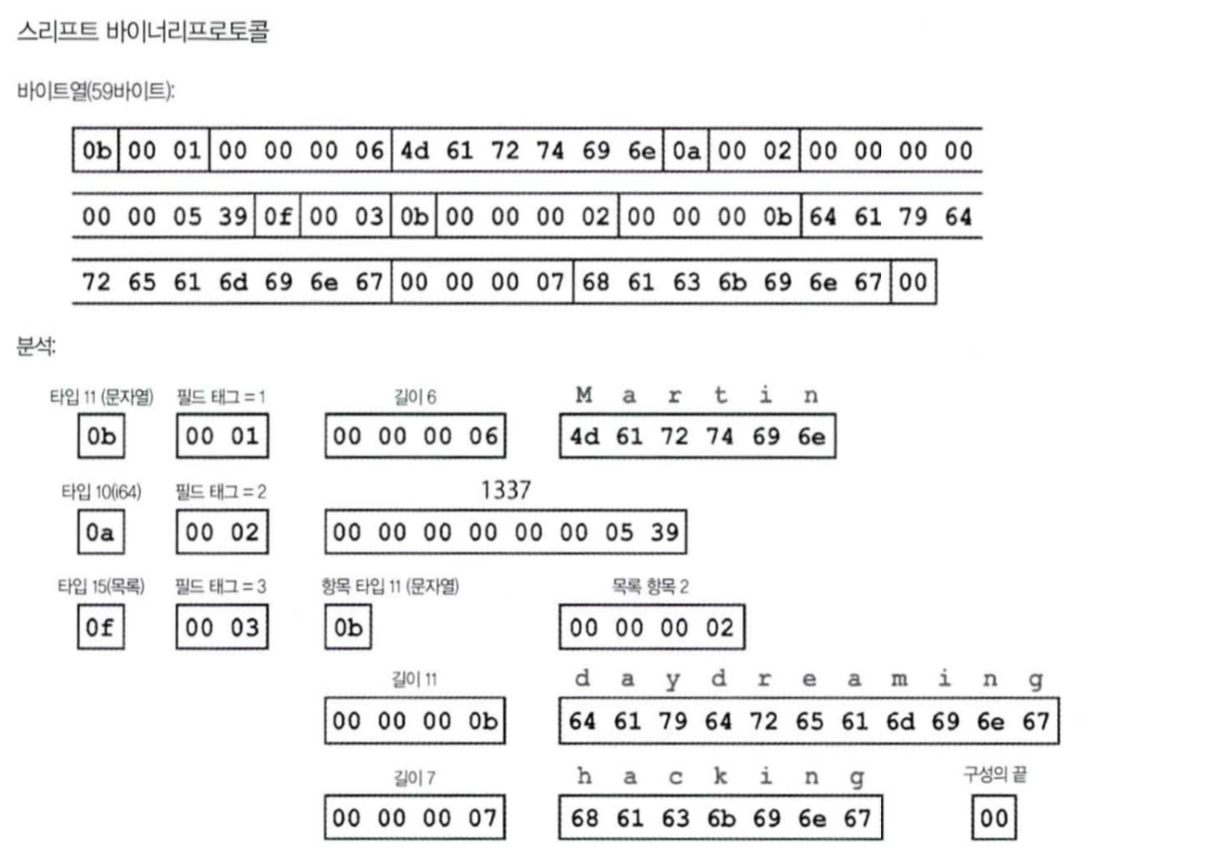 스리프트 바이너리프로토콜
바이트열(59바이트):
0b 00 01 00 00 00 06 4d 61 72 74 69 6e 0a 00 02 00 00 00 00
00 00 05 39 0f 00 03 0b 00 00 00 02 00 00 00 0b 64 61 79 64
72 65 61 6d 69 6e 67 00 00 00 07 68 61 63 6b 69 6e 67 00
분석:
타입 11 (문자열) 필드 태그 = 1 길이 6 M a r t i n
0b 00 01 00 00 00 06 4d 61 72 74 69 6e
타입 10(i64) 필드 태그 = 2 1337
0a 00 02 00 00 00 00 00 00 05 39
타입 15(목록) 필드 태그 = 3 항목 타입 11 (문자열) 목록 항목 2
0f 00 03 0b 00 00 00 02
길이 11 d a y d r e a m i n g
00 00 00 0b 64 61 79 64 72 65 61 6d 69 6e 67
길이 7 h a c k i n g 구성의 끝
00 00 00 07 68 61 63 6b 69 6e 67 00